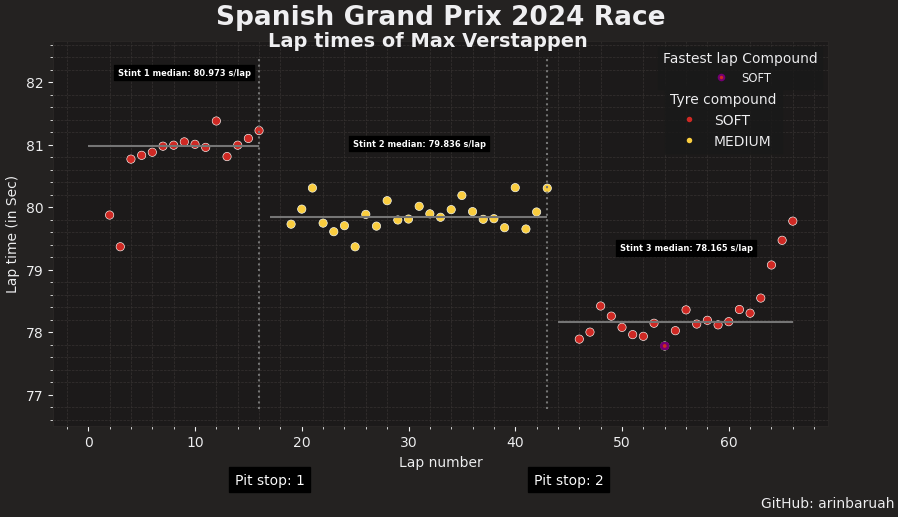 Spanish Grand Prix 2024 Race
Lap times of Max Verstappen
Fastest lap Compound
SOFT
Tyre compound
SOFT
MEDIUM
Stint 1 median: 80.973 s/lap
Stint 2 median: 79.836 s/lap
Stint 3 median: 78.165 s/lap
Lap time (in Sec)
82
81
80
79
78
77
0 10 20 30 40 50 60
Lap number
Pit stop: 1
Pit stop: 2
GitHub: arinbaruah